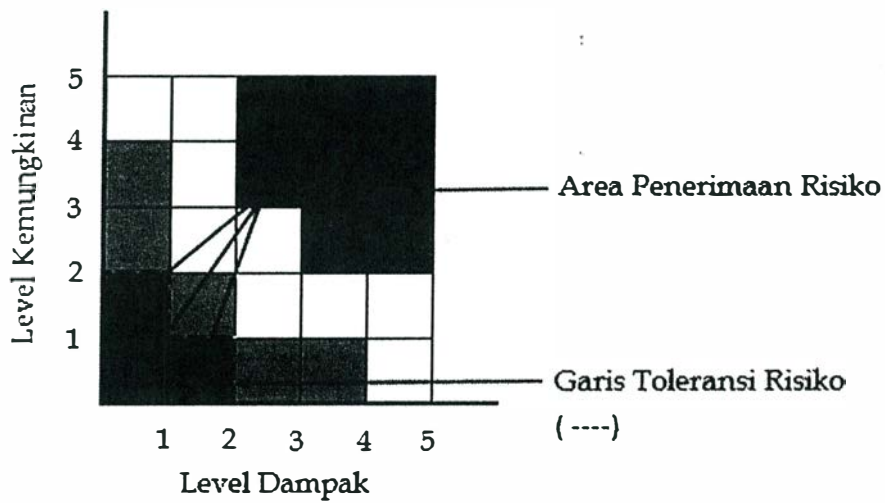 Level Kemungkinan
5
4
3
2
1
1 2 3 4 5
Level Dampak
Area Penerimaan Risiko
Garis Toleransi Risiko
( ----)